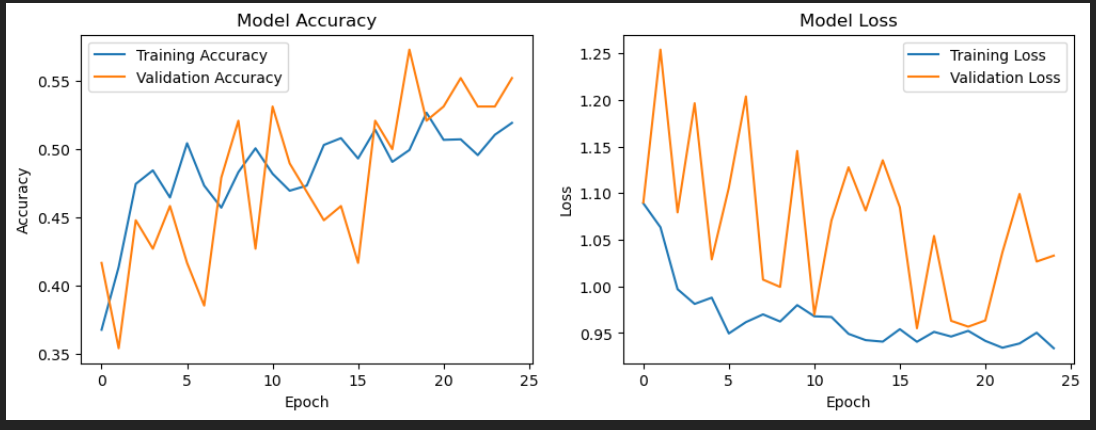 Model Accuracy
Training Accuracy
Validation Accuracy
Accuracy
0.55
0.50
0.45
0.40
0.35
0 5 10 15 20 25
Epoch
Model Loss
Training Loss
Validation Loss
Loss
1.25
1.20
1.15
1.10
1.05
1.00
0.95
0 5 10 15 20 25
Epoch